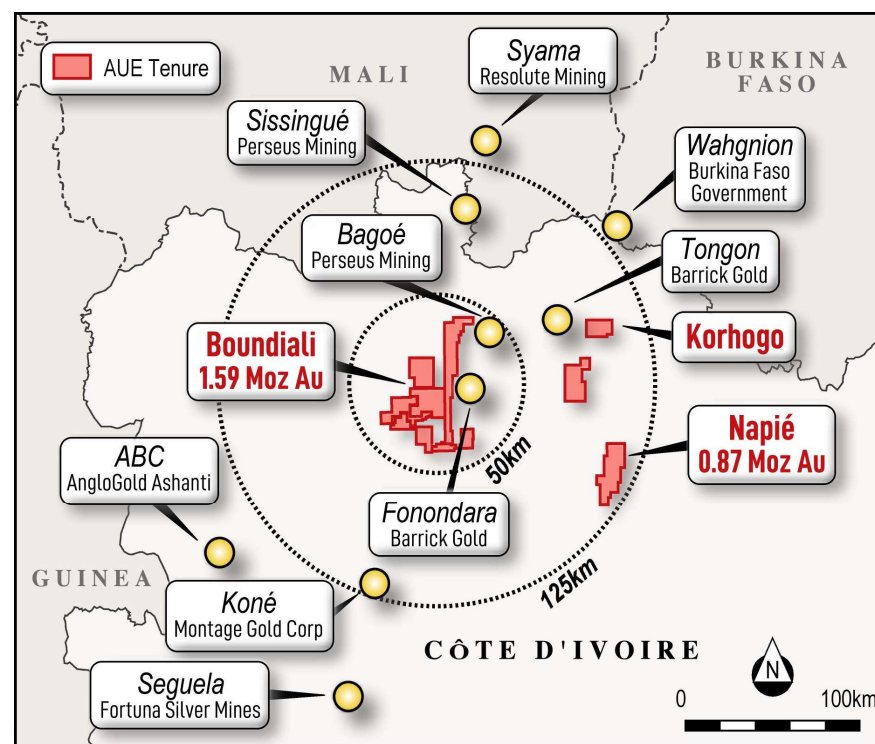 AUE Tenure
MALI
Syama
Resolute Mining
BURKINA
FASO
Sissingué
Perseus Mining
Wahgnion
Burkina Faso
Government
Bagoé
Perseus Mining
Tongon
Barrick Gold
Boundiali
1.59 Moz Au
Korhogo
Napié
0.87 Moz Au
50km
ABC
AngloGold Ashanti
Fonondara
Barrick Gold
125km
GUINEA
Koné
Montage Gold Corp
CÔTE D'IVOIRE
Seguela
Fortuna Silver Mines
N
0 100km